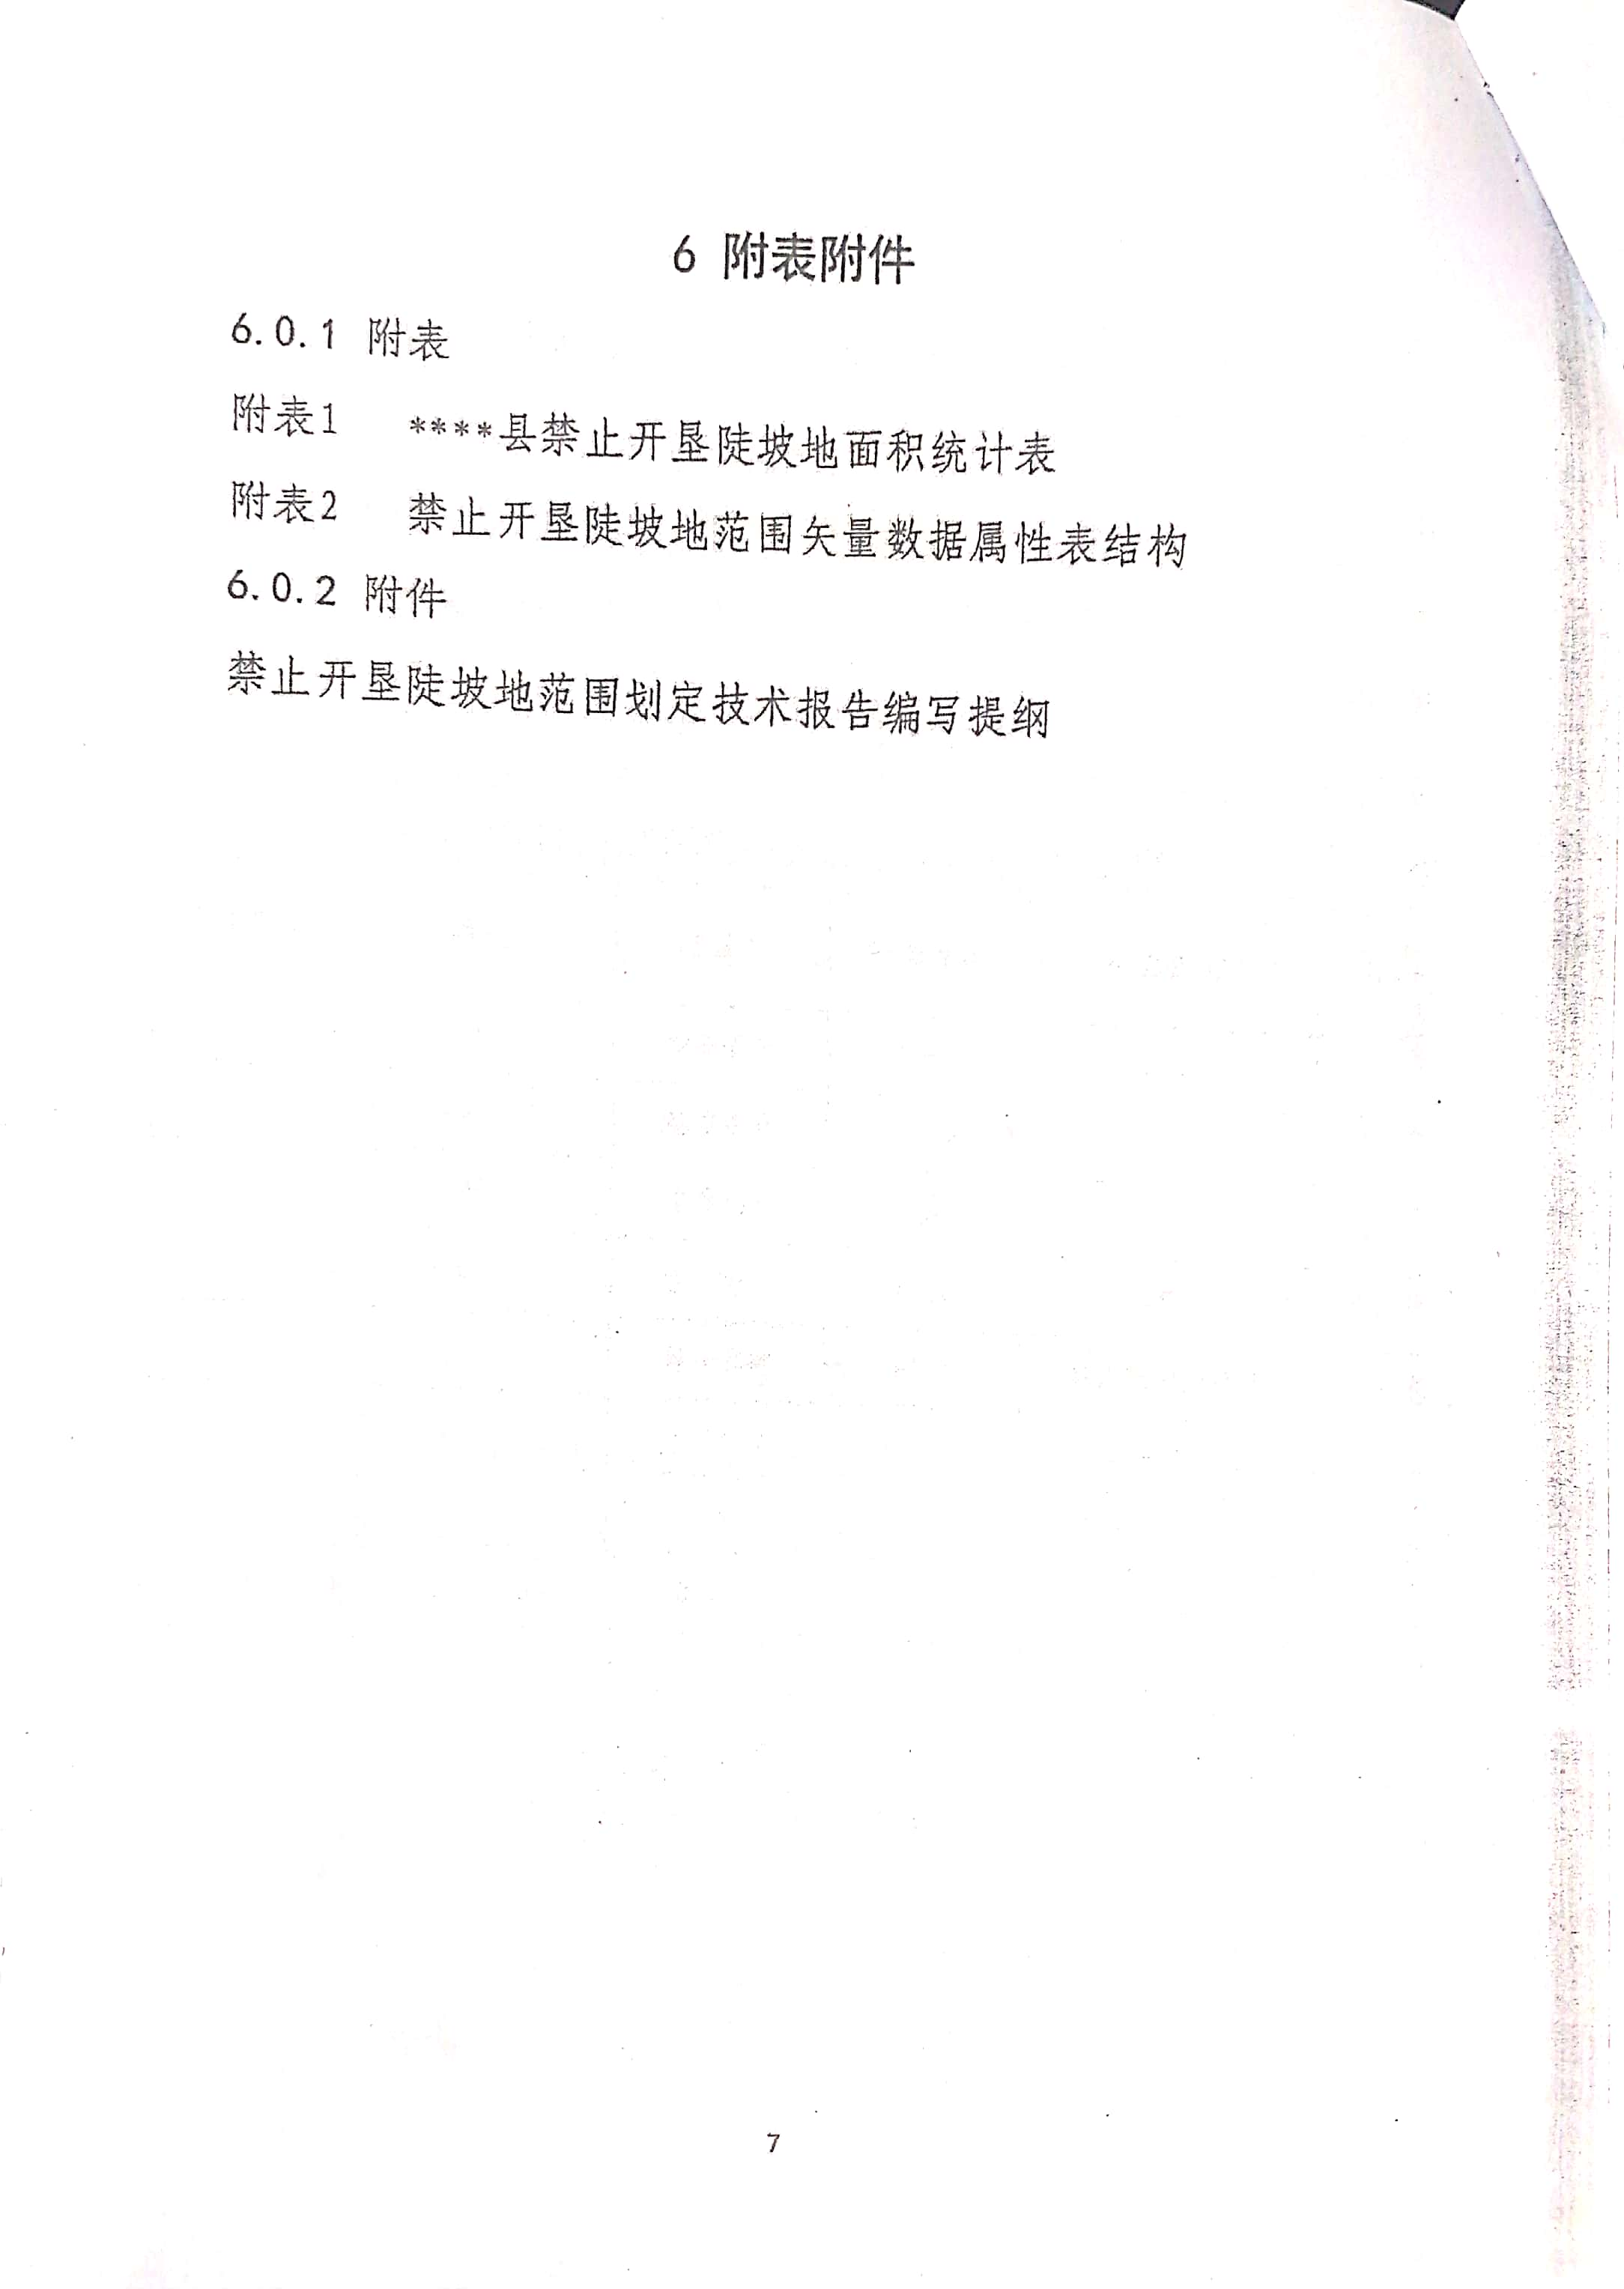 6 附表附件
6.0.1 附表
附表1 ****县禁止开垦陡坡地面积统计表
附表2 禁止开垦陡坡地范围矢量数据属性表结构
6.0.2 附件
禁止开垦陡坡地范围划定技术报告编写提纲
7